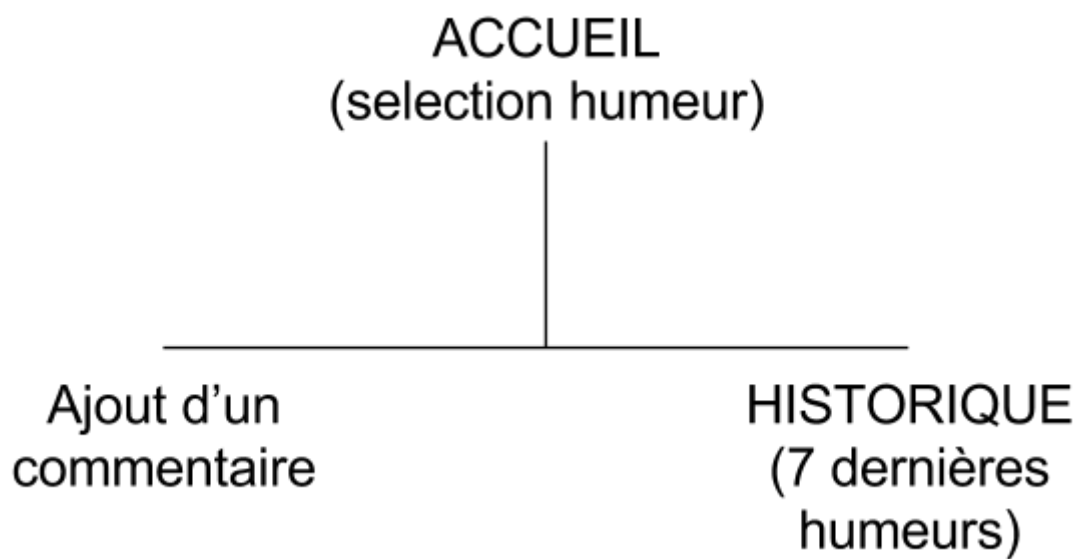 ACCUEIL
(selection humeur)
Ajout d’un
commentaire
HISTORIQUE
(7 dernières
humeurs)